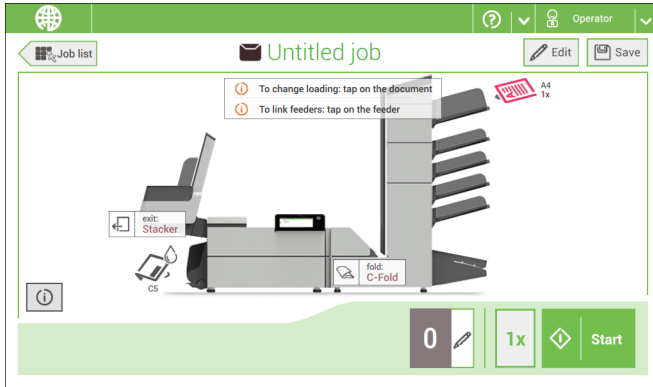 Operator
Job list
Untitled job
Edit
Save
To change loading: tap on the document
To link feeders: tap on the feeder
A4
1x
exit:
Stacker
C5
fold:
C-Fold
0
1x
Start